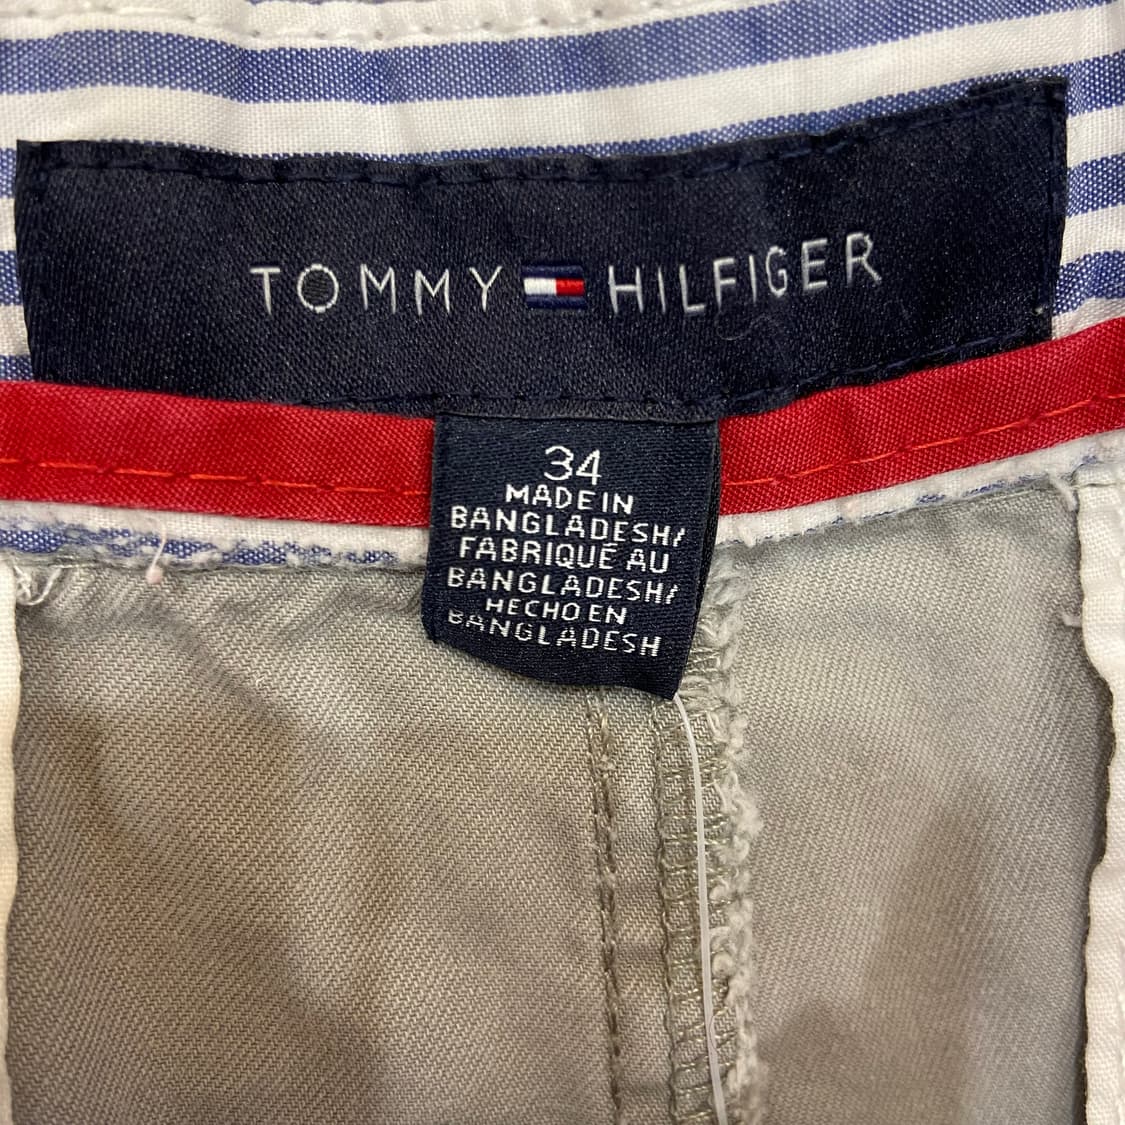 TOMMY HILFIGER
34
MADE IN
BANGLADESH/
FABRIQUÉ AU
BANGLADESH/
HECHO EN
BANGLADESH